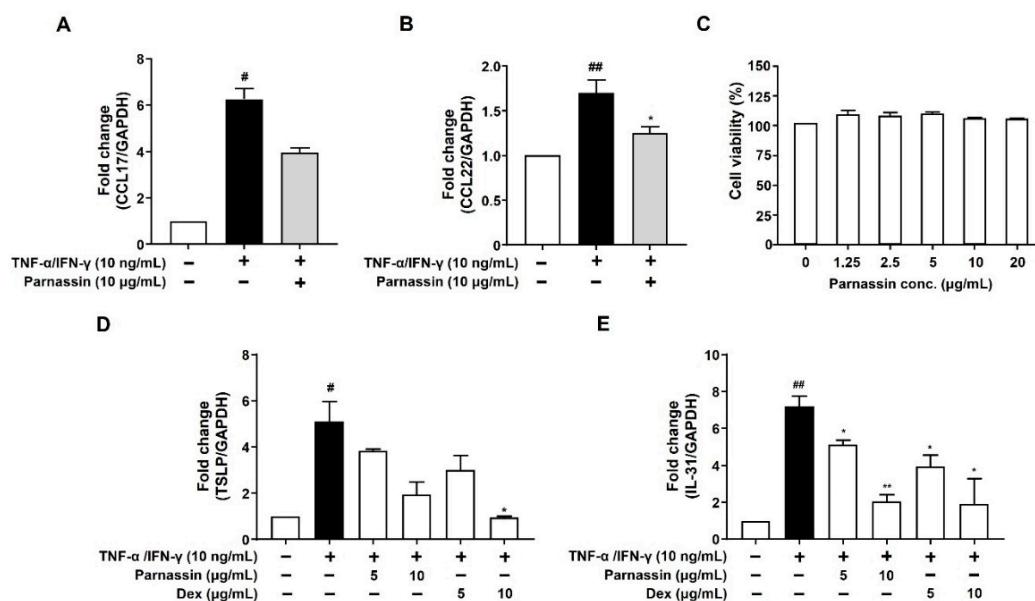 A
Fold change
(CCL17/GAPDH)
8
6
4
2
0
#
TNF-α/IFN-γ (10 ng/mL) – + +
Parnassin (10 µg/mL) – – +
B
Fold change
(CCL22/GAPDH)
2.0
1.5
1.0
0.5
0.0
##
*
TNF-α/IFN-γ (10 ng/mL) – + +
Parnassin (10 µg/mL) – – +
C
Cell viability (%)
150
125
100
75
50
25
0
0 1.25 2.5 5 10 20
Parnassin conc. (µg/mL)
D
Fold change
(TSLP/GAPDH)
8
6
4
2
0
#
*
TNF-α /IFN-γ (10 ng/mL) – + + + + +
Parnassin (µg/mL) – – 5 10 – –
Dex (µg/mL) – – – – 5 10
E
Fold change
(IL-31/GAPDH)
10
8
6
4
2
0
##
*
**
*
*
TNF-α /IFN-γ (10 ng/mL) – + + + + +
Parnassin (µg/mL) – – 5 10 – –
Dex (µg/mL) – – – – 5 10